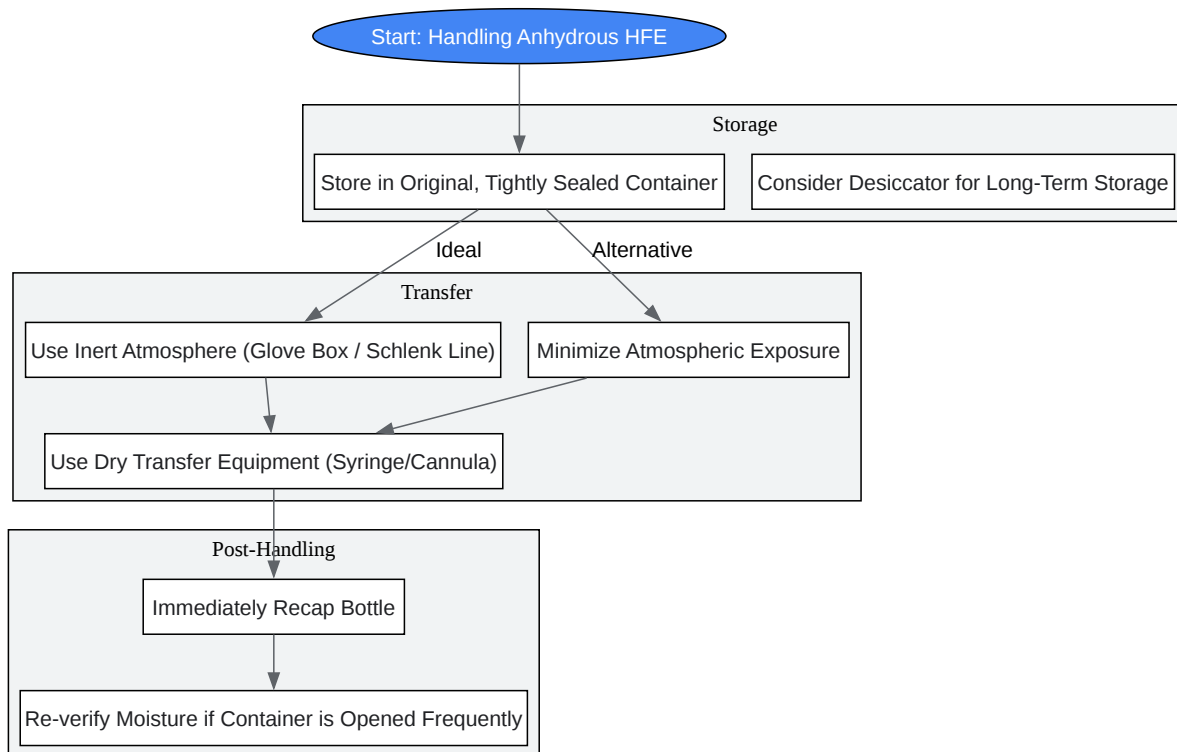 Start: Handling Anhydrous HFE
Storage
Store in Original, Tightly Sealed Container
Consider Desiccator for Long-Term Storage
Ideal
Alternative
Transfer
Use Inert Atmosphere (Glove Box / Schlenk Line)
Minimize Atmospheric Exposure
Use Dry Transfer Equipment (Syringe/Cannula)
Post-Handling
Immediately Recap Bottle
Re-verify Moisture if Container is Opened Frequently